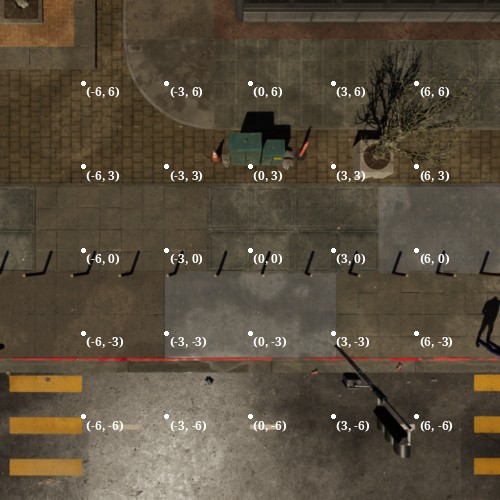 (-6, 6) (-3, 6) (0, 6) (3, 6) (6, 6)
(-6, 3) (-3, 3) (0, 3) (3, 3) (6, 3)
(-6, 0) (-3, 0) (0, 0) (3, 0) (6, 0)
(-6, -3) (-3, -3) (0, -3) (3, -3) (6, -3)
(-6, -6) (-3, -6) (0, -6) (3, -6) (6, -6)